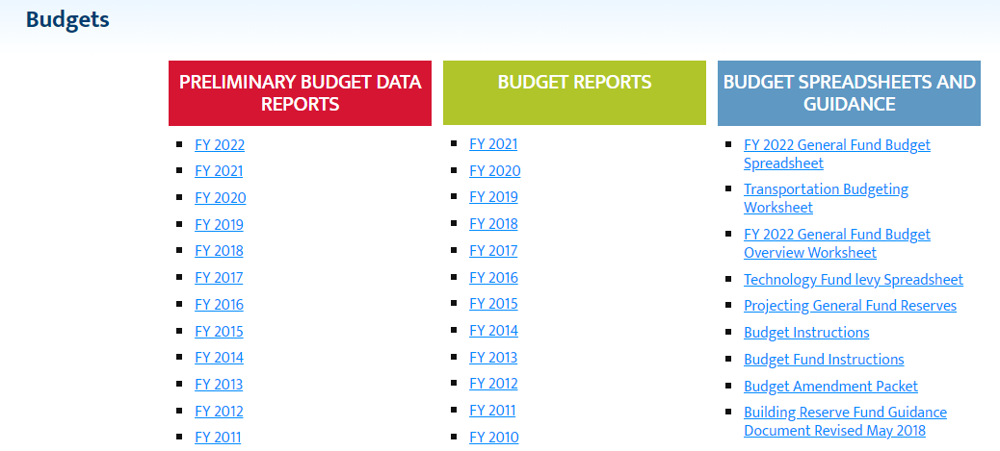 Budgets
PRELIMINARY BUDGET DATA
REPORTS
FY 2022
FY 2021
FY 2020
FY 2019
FY 2018
FY 2017
FY 2016
FY 2015
FY 2014
FY 2013
FY 2012
FY 2011
BUDGET REPORTS
FY 2021
FY 2020
FY 2019
FY 2018
FY 2017
FY 2016
FY 2015
FY 2014
FY 2013
FY 2012
FY 2011
FY 2010
BUDGET SPREADSHEETS AND
GUIDANCE
FY 2022 General Fund Budget
Spreadsheet
Transportation Budgeting
Worksheet
FY 2022 General Fund Budget
Overview Worksheet
Technology Fund levy Spreadsheet
Projecting General Fund Reserves
Budget Instructions
Budget Fund Instructions
Budget Amendment Packet
Building Reserve Fund Guidance
Document Revised May 2018